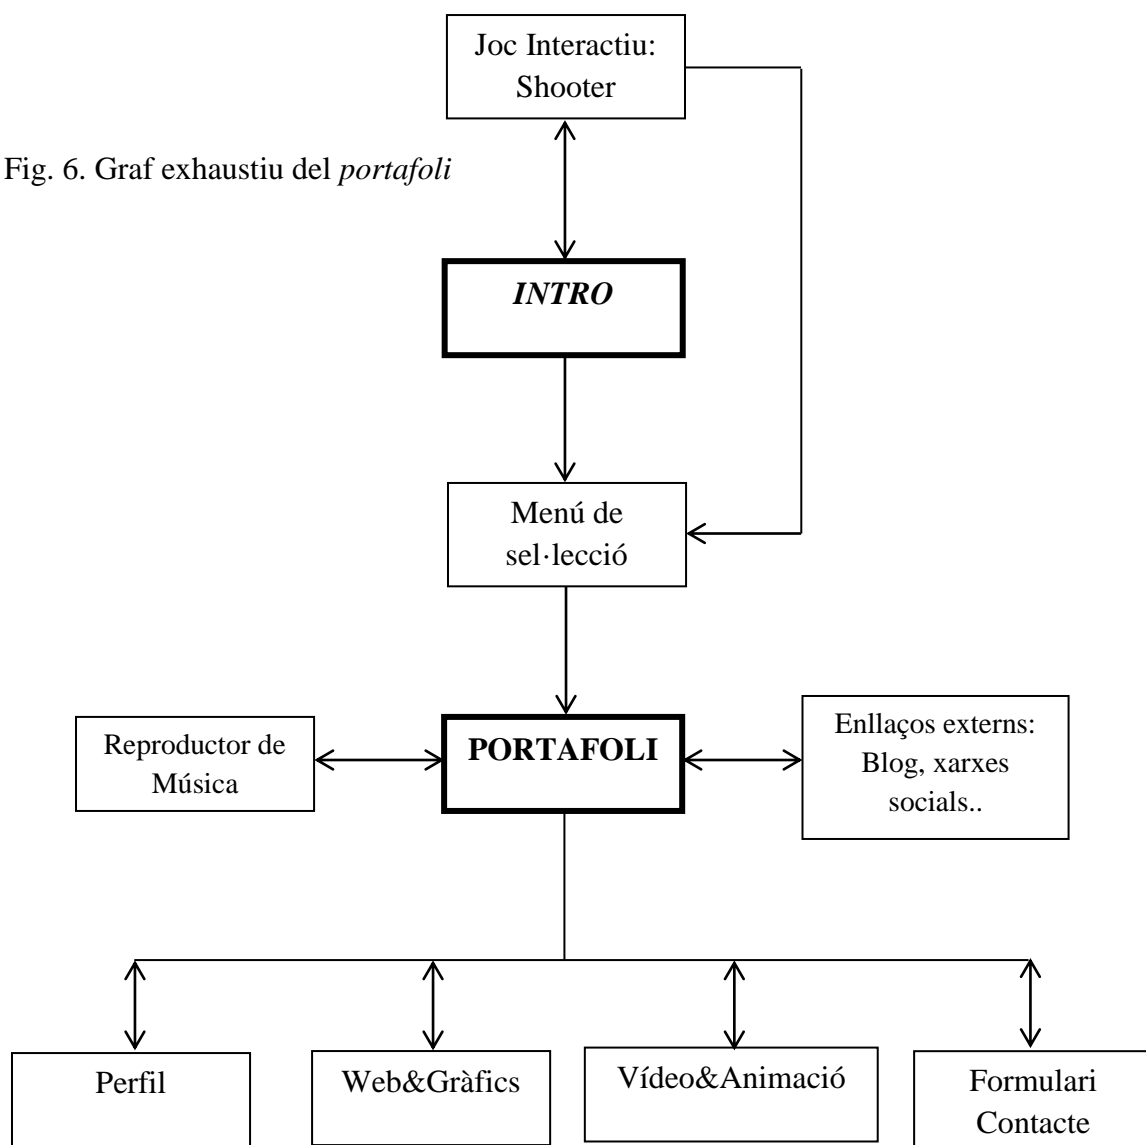 Joc Interactiu:
Shooter
Fig. 6. Graf exhaustiu del portafoli
INTRO
Menú de
sel·lecció
Reproductor de
Música
PORTAFOLI
Enllaços externs:
Blog, xarxes
socials..
Perfil
Web&Gràfics
Vídeo&Animació
Formulari
Contacte